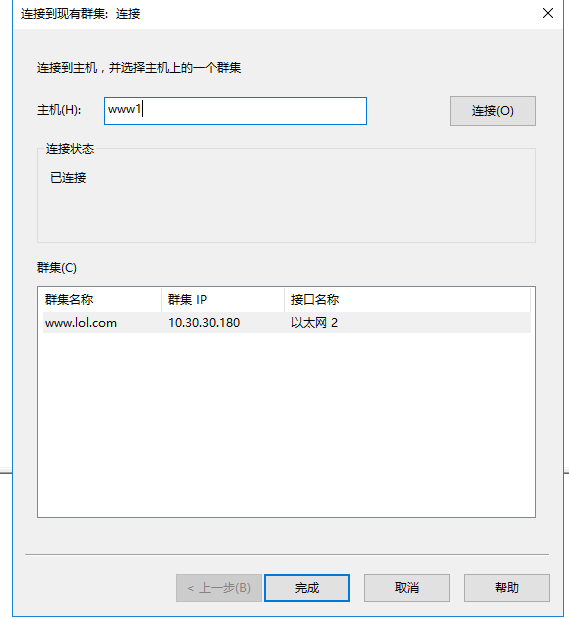 连接到现有群集: 连接
连接到主机，并选择主机上的一个群集
主机(H): www1 连接(O)
连接状态
已连接
群集(C)
群集名称 群集 IP 接口名称
www.lol.com 10.30.30.180 以太网 2
< 上一步(B) 完成 取消 帮助